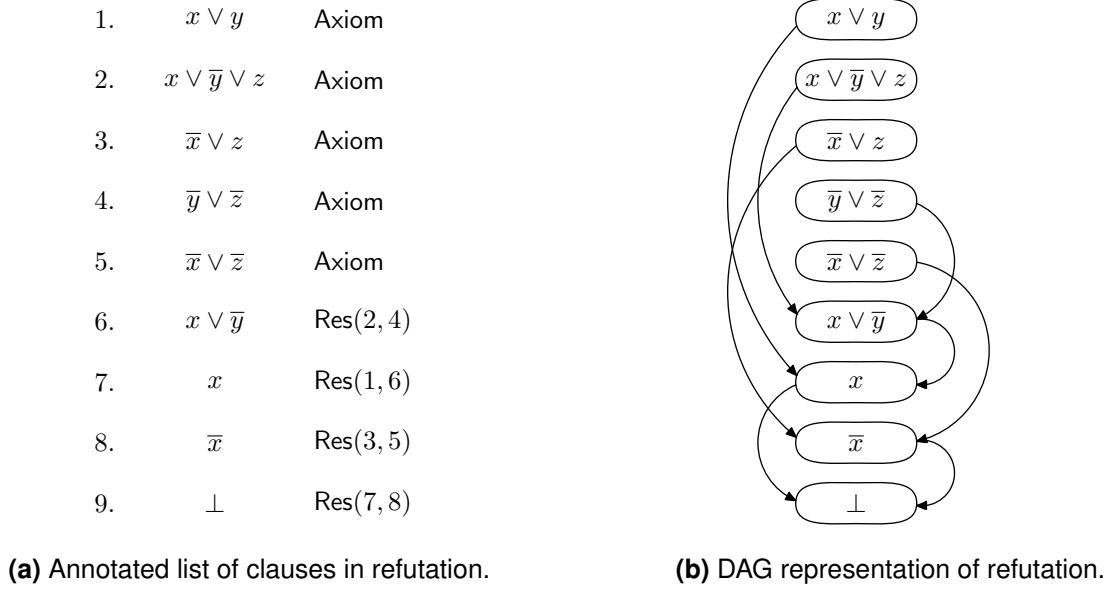 1. x ∨ y Axiom
2. x ∨ y̅ ∨ z Axiom
3. x̅ ∨ z Axiom
4. y̅ ∨ z̅ Axiom
5. x̅ ∨ z̅ Axiom
6. x ∨ y̅ Res(2, 4)
7. x Res(1, 6)
8. x̅ Res(3, 5)
9. ⊥ Res(7, 8)
(a) Annotated list of clauses in refutation.
x ∨ y
x ∨ y̅ ∨ z
x̅ ∨ z
y̅ ∨ z̅
x̅ ∨ z̅
x ∨ y̅
x
x̅
⊥
(b) DAG representation of refutation.